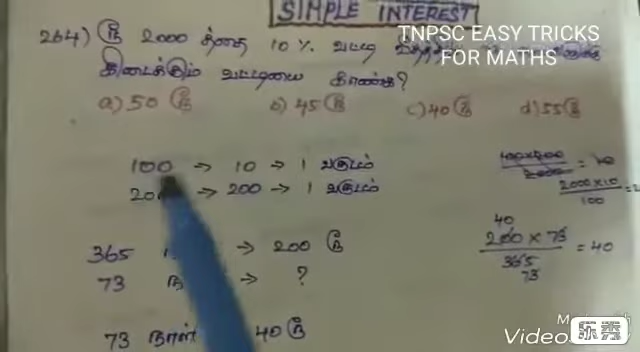 SIMPLE INTEREST
TNPSC EASY TRICKS
FOR MATHS
264) ரூ 2000 த்தை 10 % வட்டி
கிடைக்கும் வட்டியை காண்க?
a) 50 ரூ b) 45 ரூ c) 40 ரூ d) 55 ரூ
100 → 10 → 1 வருடம்
→ 200 → 1 வருடம்
2000 x 10
100
365 → 200 ரூ
73 → ?
40
200 x 73 = 40
365
73
73 நாள் 40 ரூ
Video
乐秀